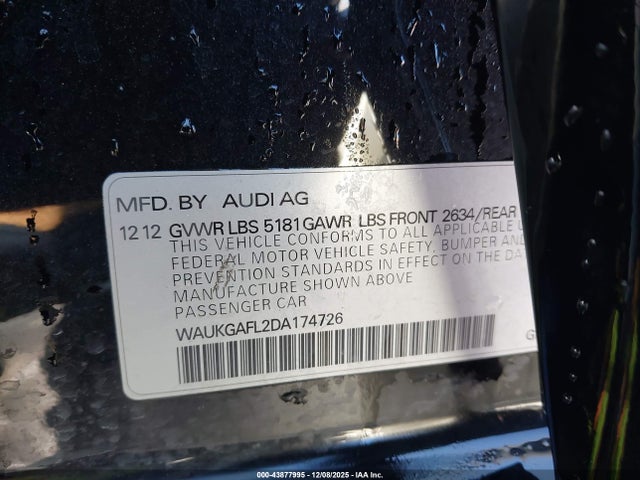 MFD. BY AUDI AG
12 12 GVWR LBS 5181 GAWR LBS FRONT 2634/REAR
THIS VEHICLE CONFORMS TO ALL APPLICABLE
FEDERAL MOTOR VEHICLE SAFETY, BUMPER AND
PREVENTION STANDARDS IN EFFECT ON THE DA
MANUFACTURE SHOWN ABOVE
PASSENGER CAR
WAUKGAFL2DA174726
G
000-43877995 - 12/08/2025 - IAA Inc.